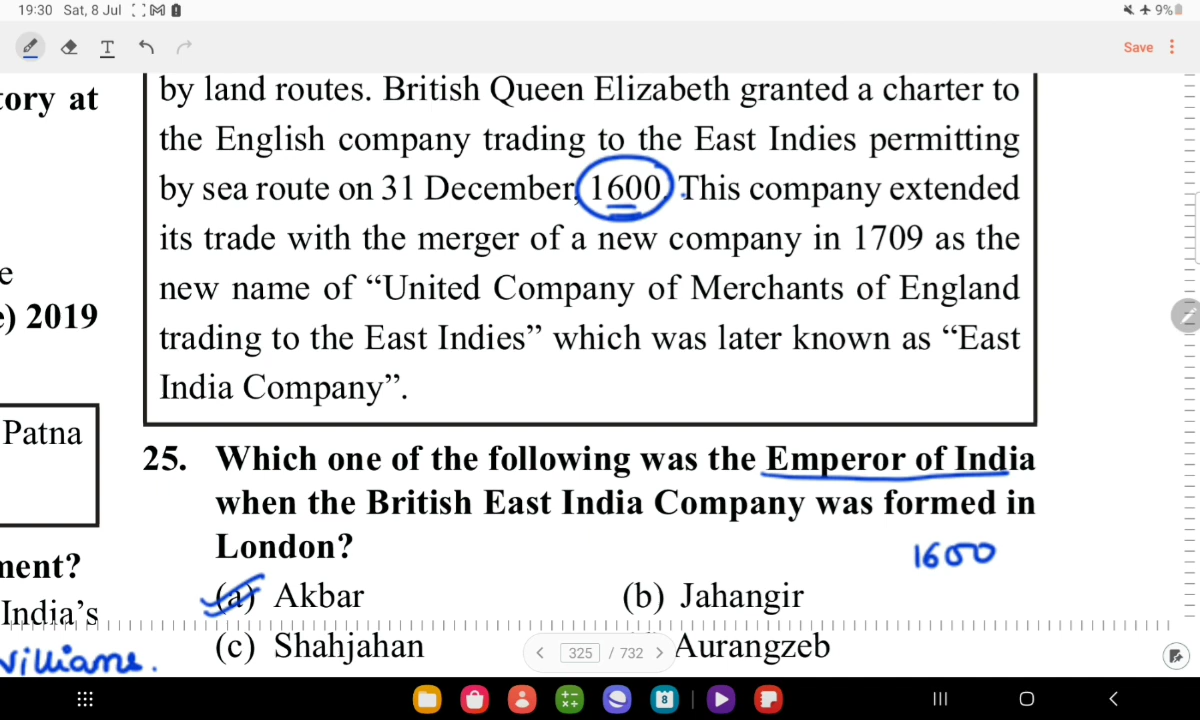 19:30 Sat, 8 Jul
9%
T
Save
by land routes. British Queen Elizabeth granted a charter to
the English company trading to the East Indies permitting
by sea route on 31 December, 1600. This company extended
its trade with the merger of a new company in 1709 as the
new name of “United Company of Merchants of England
trading to the East Indies” which was later known as “East
India Company”.
tory at
e
e) 2019
Patna
ment?
India’s
villiams.
25. Which one of the following was the Emperor of India
when the British East India Company was formed in
London?
1600
(a) Akbar (b) Jahangir
(c) Shahjahan Aurangzeb
325 / 732
8